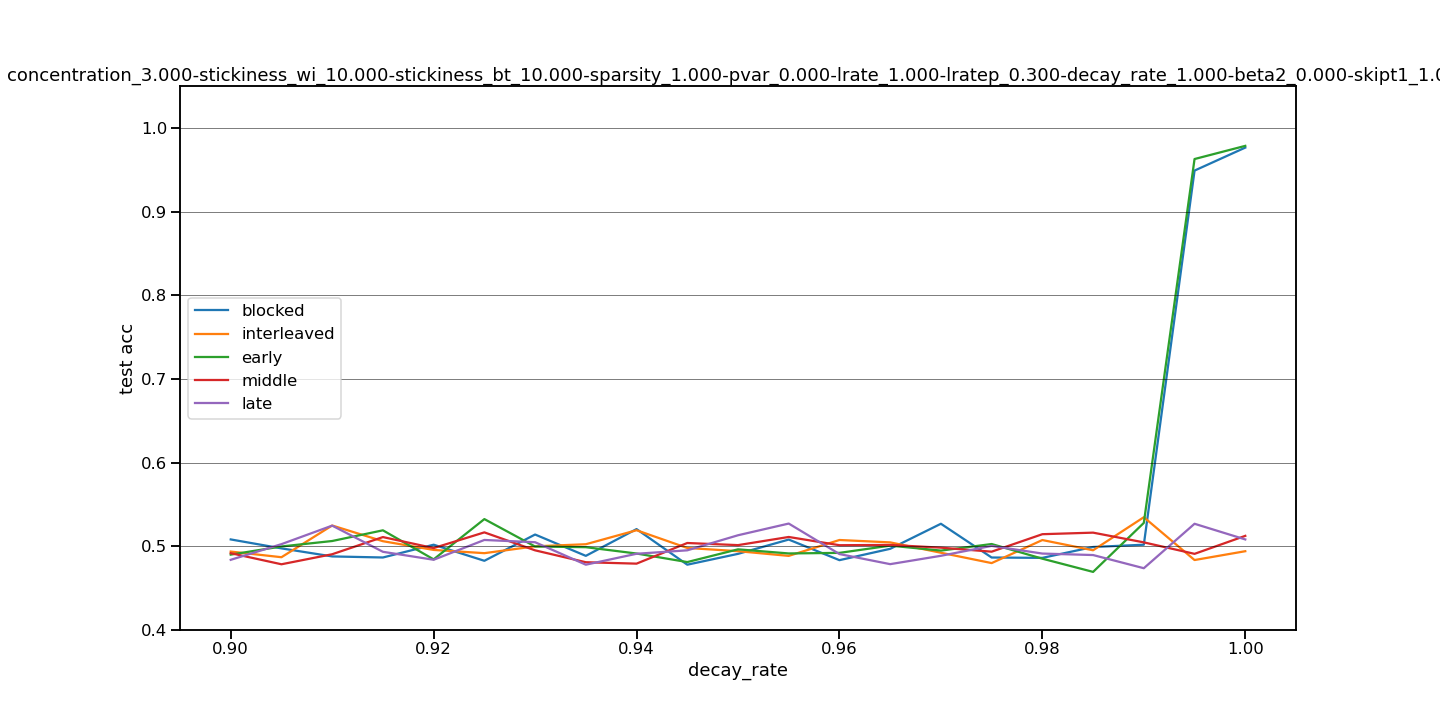 concentration_3.000-stickiness_wi_10.000-stickiness_bt_10.000-sparsity_1.000-pvar_0.000-lrate_1.000-lratep_0.300-decay_rate_1.000-beta2_0.000-skipt1_1.0
1.0
0.9
0.8
0.7
0.6
0.5
0.4
test acc
blocked
interleaved
early
middle
late
0.90 0.92 0.94 0.96 0.98 1.00
decay_rate